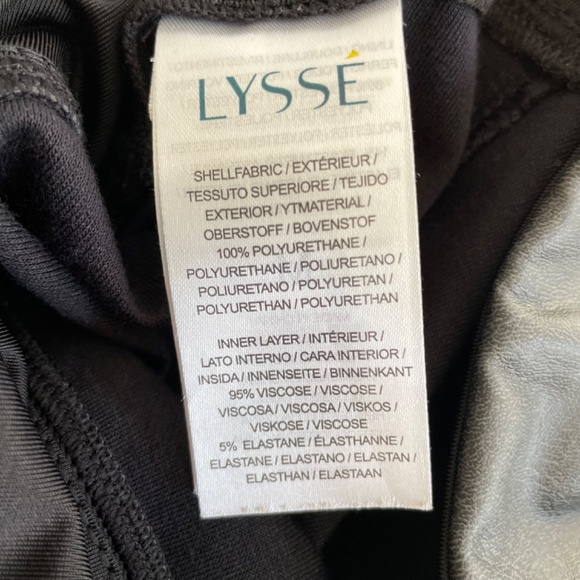 LYSSÉ
SHELLFABRIC / EXTÉRIEUR /
TESSUTO SUPERIORE / TEJIDO
EXTERIOR / YTMATERIAL /
OBERSTOFF / BOVENSTOF
100% POLYURETHANE /
POLYURETHANE / POLIURETANO /
POLIURETANO / POLYURETAN /
POLYURETHAN / POLYURETHAN
INNER LAYER / INTÉRIEUR /
LATO INTERNO / CARA INTERIOR /
INSIDA / INNENSEITE / BINNENKANT
95% VISCOSE / VISCOSE /
VISCOSA / VISCOSA / VISKOS /
VISKOSE / VISCOSE
5% ELASTANE / ÉLASTHANNE /
ELASTANE / ELASTANO / ELASTAN /
ELASTHAN / ELASTAAN